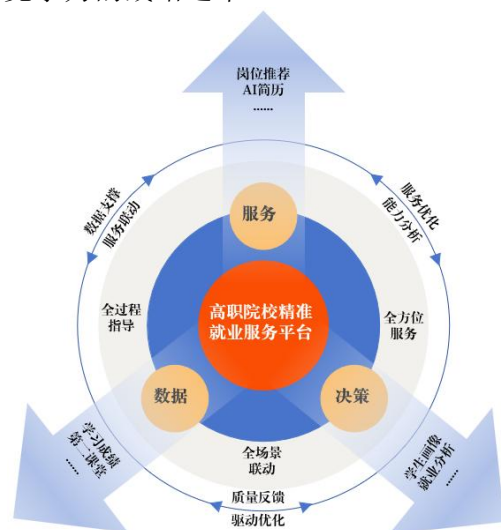 岗位推荐
AI简历
......
数据支撑
服务联动
服务优化
能力分析
服务
全过程
指导
高职院校精准
就业服务平台
全方位
服务
数据
决策
学习成绩
第二课堂
......
全场景
联动
学生画像
就业分析
......
质量反馈
驱动优化